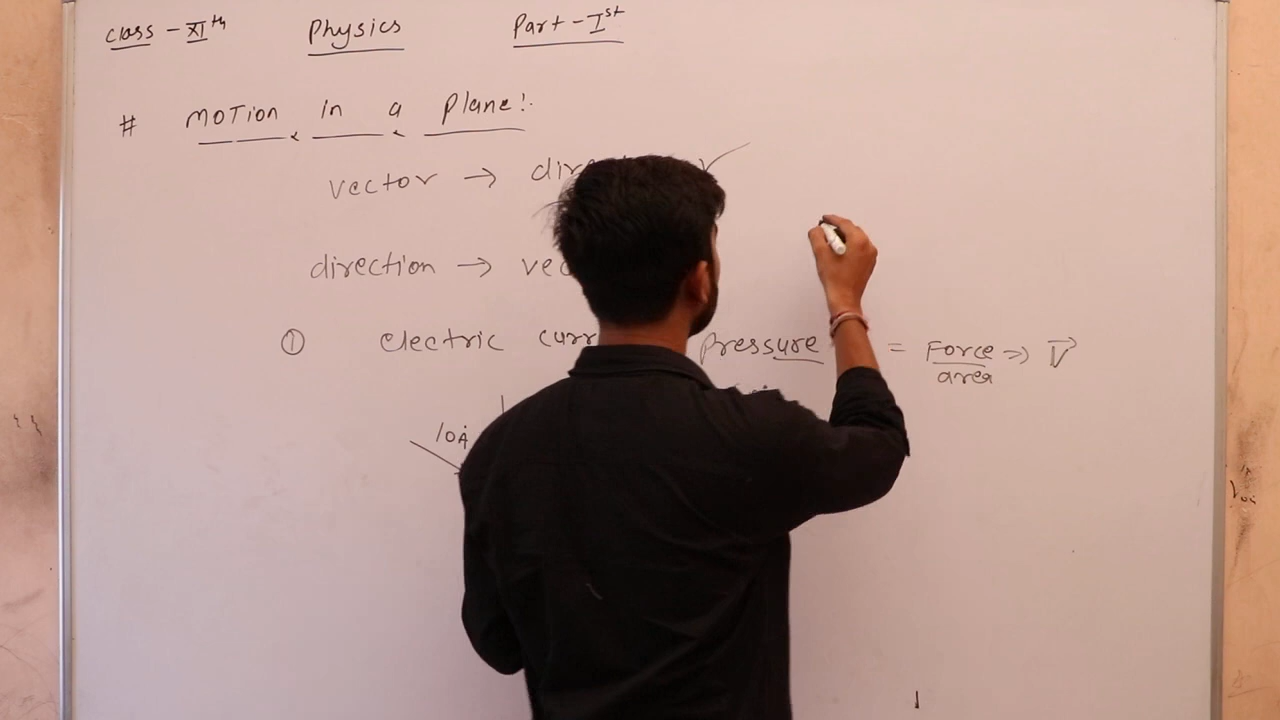 class - XIth Physics Part - Ist
# MOTion in a Plane!.
vector → dir
direction → vec
① electric curr Pressure = Force/area ⇒ V⃗
10A